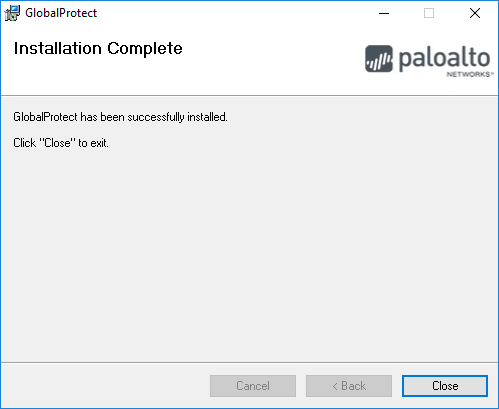 GlobalProtect
Installation Complete
paloalto
NETWORKS®
GlobalProtect has been successfully installed.
Click "Close" to exit.
Cancel
< Back
Close